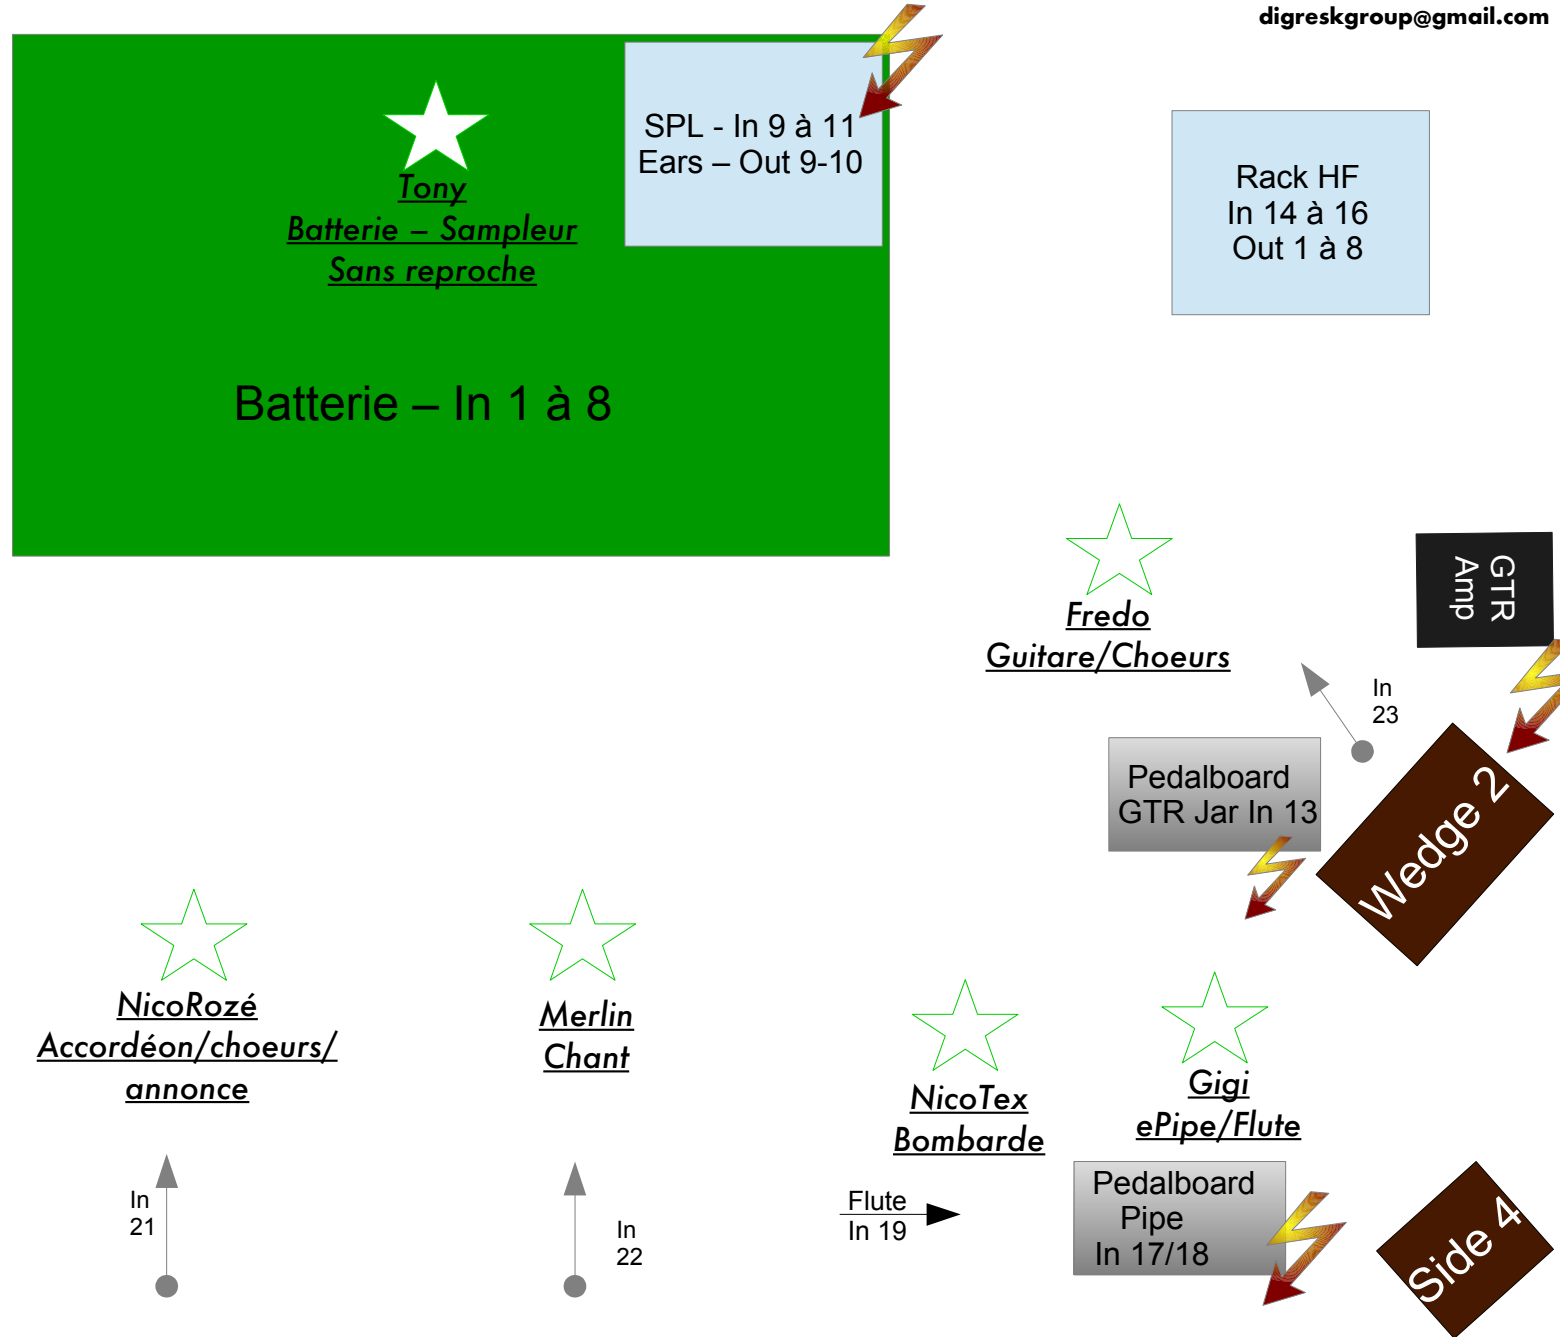 digreskgroup@gmail.com
SPL - In 9 à 11
Ears – Out 9-10
Tony
Batterie – Sampleur
Sans reproche
Rack HF
In 14 à 16
Out 1 à 8
Batterie – In 1 à 8
Fredo
Guitare/Choeurs
GTR
Amp
In
23
Pedalboard
GTR Jar In 13
Wedge 2
NicoRozé
Accordéon/choeurs/
annonce
Merlin
Chant
NicoTex
Bombarde
Gigi
ePipe/Flute
In
21
In
22
Flute
In 19
Pedalboard
Pipe
In 17/18
Side 4